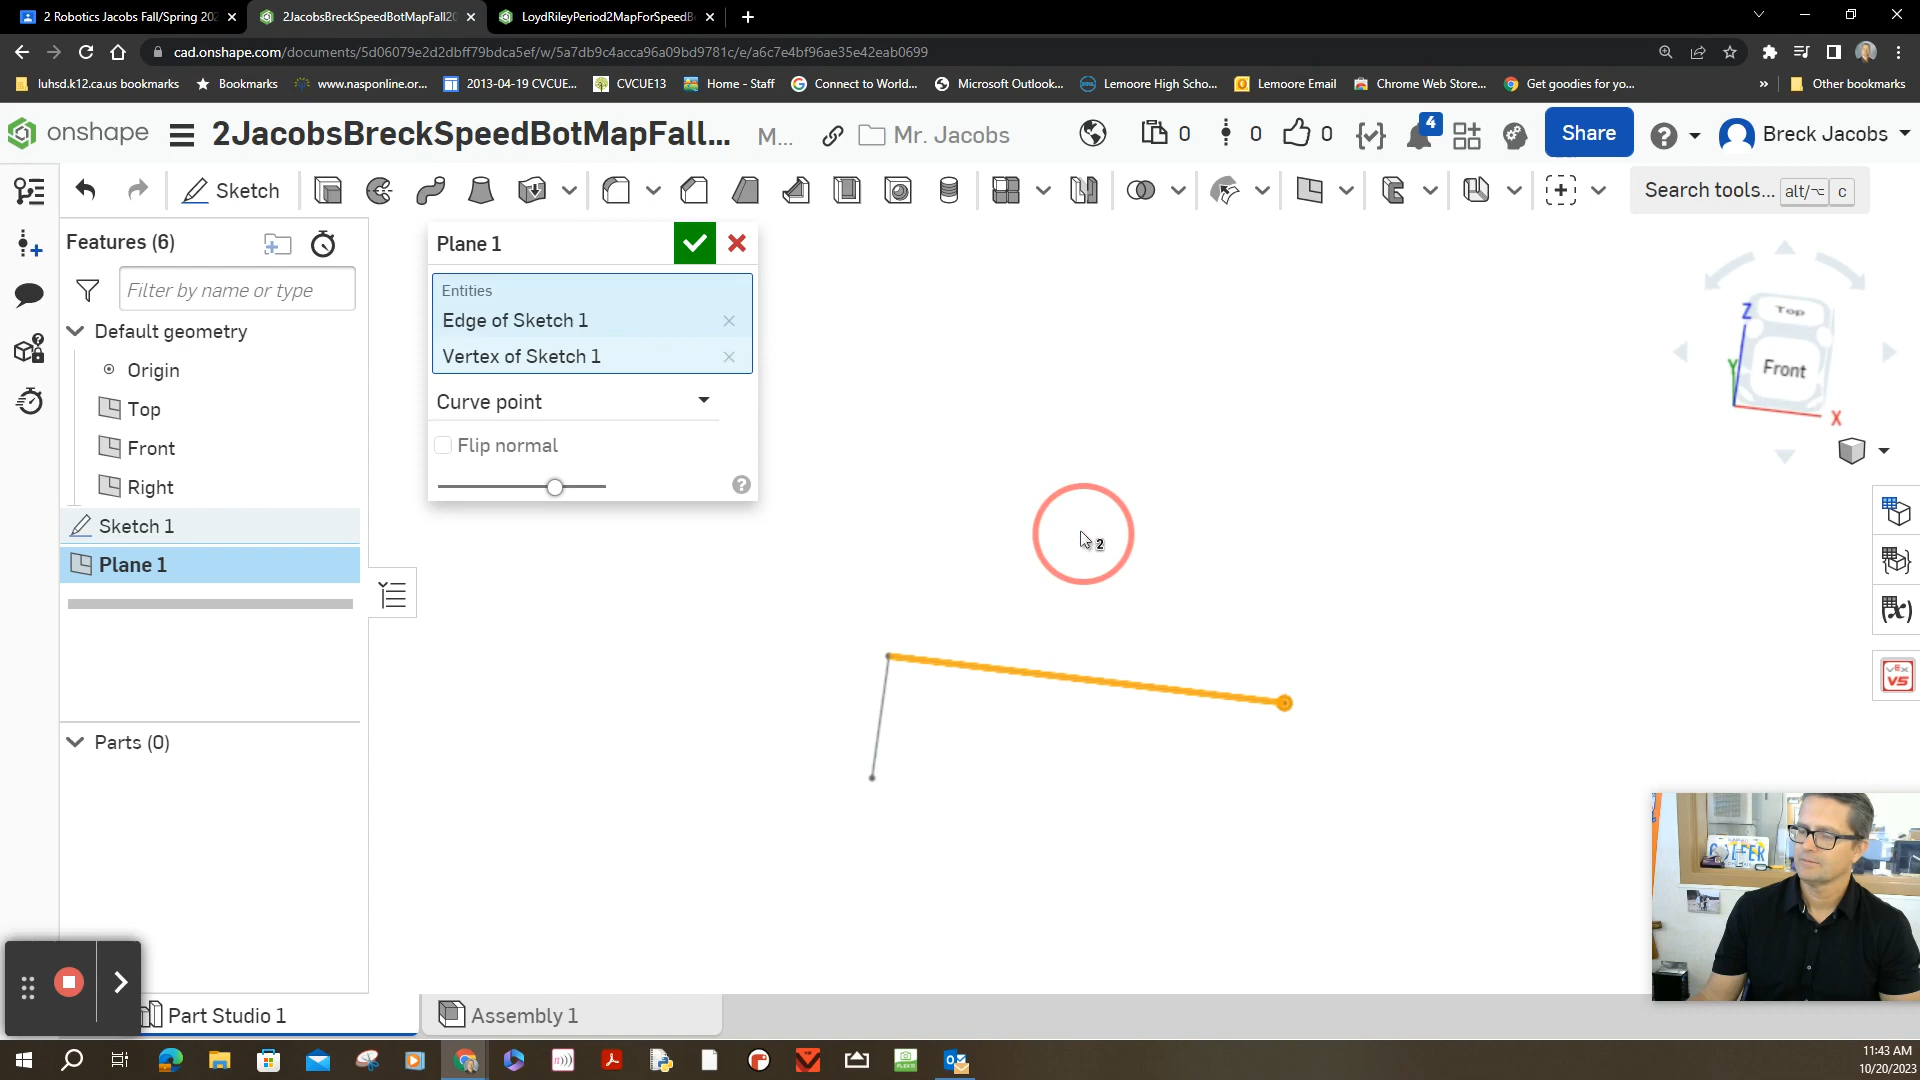 2 Robotics Jacobs Fall/Spring 202
2JacobsBreckSpeedBotMapFall20
LoydRileyPeriod2MapForSpeedB
cad.onshape.com/documents/5d06079e2d2dbff79bdca5ef/w/5a7db9c4acca96a09bd9781c/e/a6c7e4bf96ae35e42eab0699
luhsd.k12.ca.us bookmarks
Bookmarks
www.nasponline.or...
2013-04-19 CVCUE...
CVCUE13
Home - Staff
Connect to World...
Microsoft Outlook...
Lemoore High Scho...
Lemoore Email
Chrome Web Store...
Get goodies for yo...
»
Other bookmarks
onshape
2JacobsBreckSpeedBotMapFall...
M...
Mr. Jacobs
0
0
0
4
Share
Breck Jacobs
Sketch
Search tools...
alt/⌥
c
Features (6)
Filter by name or type
Default geometry
Origin
Top
Front
Right
Sketch 1
Plane 1
Parts (0)
Plane 1
Entities
Edge of Sketch 1
Vertex of Sketch 1
Curve point
Flip normal
2
Z
Top
Y
Front
X
(x)
VEX
V5
Part Studio 1
Assembly 1
11:43 AM
10/20/2023